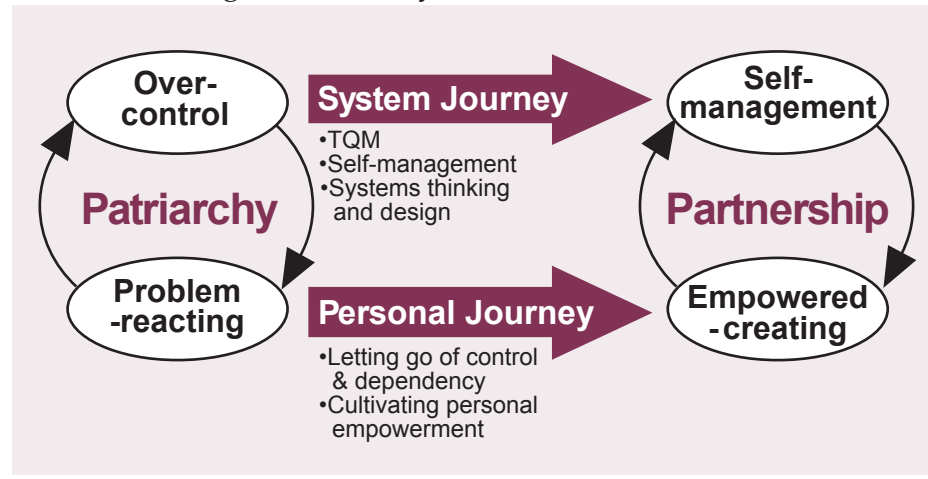 Over-
control
System Journey
•TQM
•Self-management
•Systems thinking
and design
Self-
management
Patriarchy
Partnership
Problem
-reacting
Personal Journey
•Letting go of control
& dependency
•Cultivating personal
empowerment
Empowered
-creating